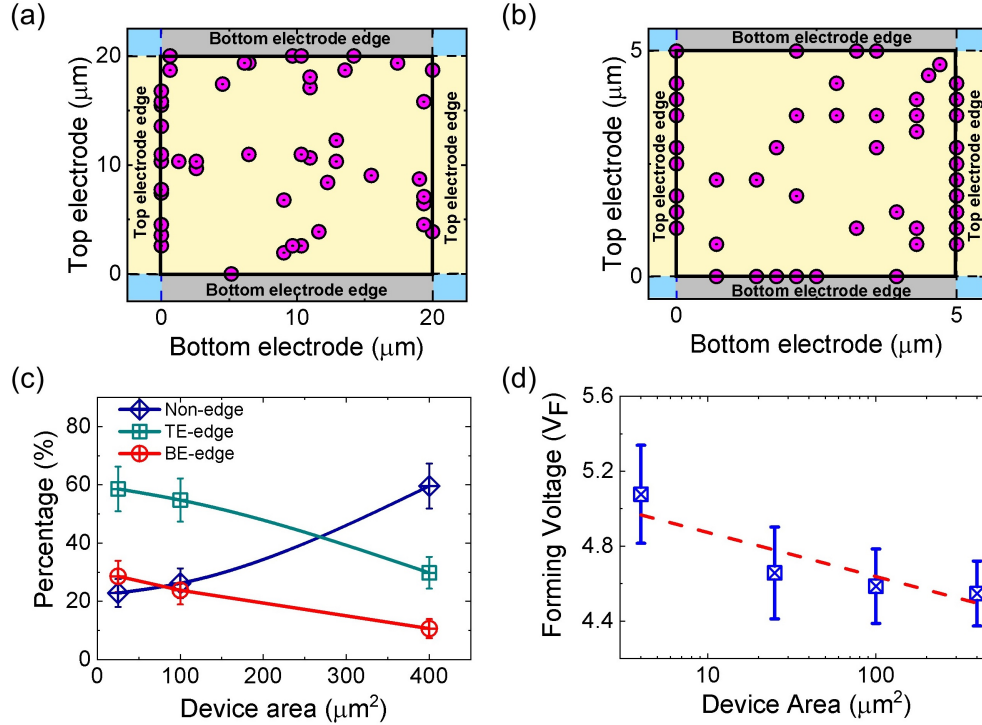 (a)
Bottom electrode edge
20
10
0
Top electrode (μm)
Top electrode edge
Top electrode edge
Bottom electrode edge
0
10
20
Bottom electrode (μm)
(b)
Bottom electrode edge
5
0
Top electrode (μm)
Top electrode edge
Top electrode edge
Bottom electrode edge
0
5
Bottom electrode (μm)
(c)
Non-edge
TE-edge
BE-edge
80
60
40
20
0
Percentage (%)
0
100
200
300
400
Device area (μm²)
(d)
5.6
5.2
4.8
4.4
Forming Voltage (VF)
10
100
Device Area (μm²)